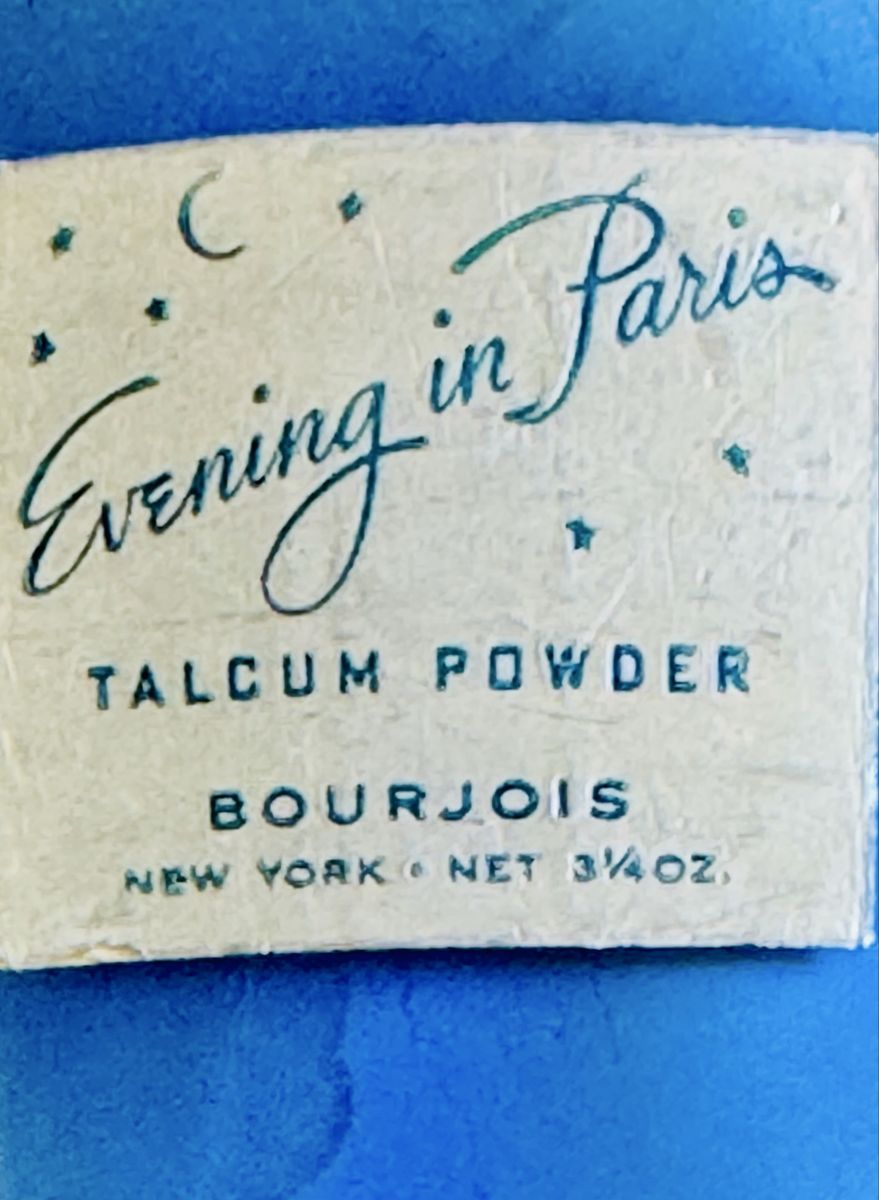 Evening in Paris
TALCUM POWDER
BOURJOIS
NEW YORK • NET 3¼ OZ.